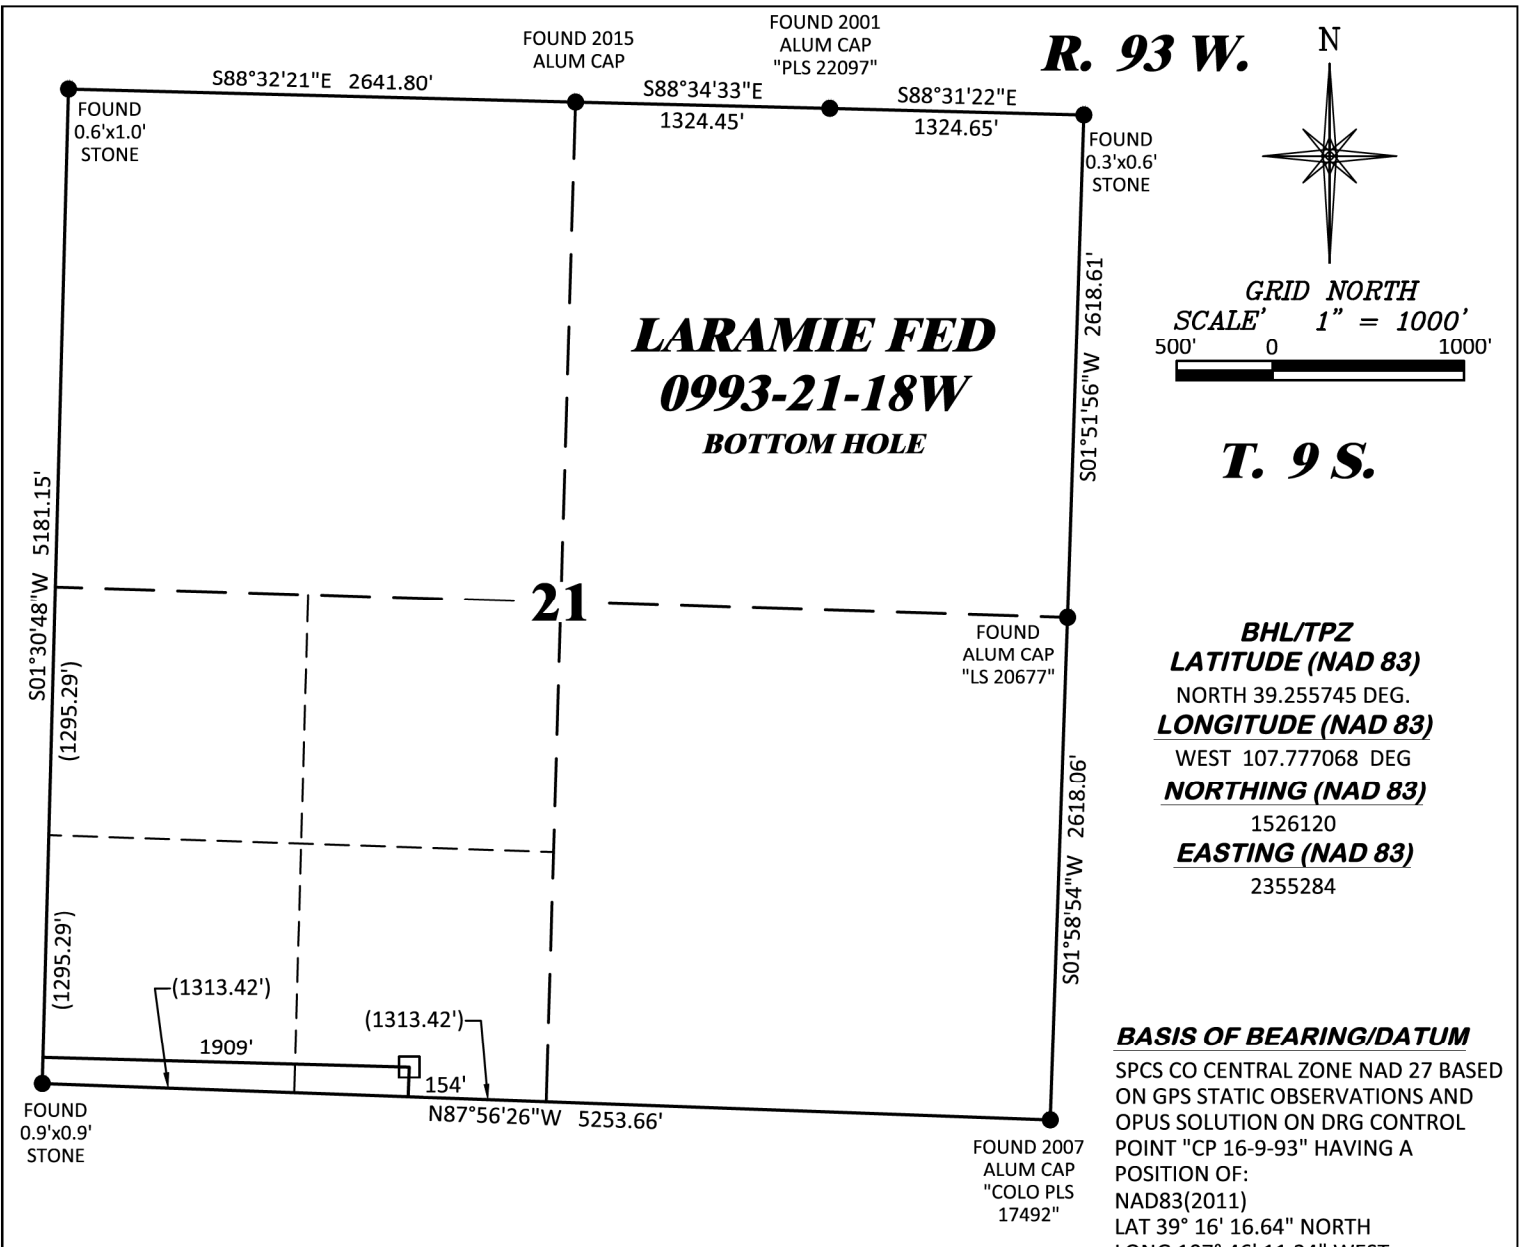 FOUND 2001
ALUM CAP
"PLS 22097"
FOUND 2015
ALUM CAP
R. 93 W.
N
S88°32'21"E 2641.80'
S88°34'33"E
1324.45'
S88°31'22"E
1324.65'
FOUND
0.6'x1.0'
STONE
FOUND
0.3'x0.6'
STONE
GRID NORTH
SCALE' 1" = 1000'
500' 0 1000'
LARAMIE FED
0993-21-18W
BOTTOM HOLE
S01°51'56"W 2618.61'
T. 9 S.
S01°30'48"W 5181.15'
21
FOUND
ALUM CAP
"LS 20677"
(1295.29')
BHL/TPZ
LATITUDE (NAD 83)
NORTH 39.255745 DEG.
LONGITUDE (NAD 83)
WEST 107.777068 DEG
NORTHING (NAD 83)
1526120
EASTING (NAD 83)
2355284
S01°58'54"W 2618.06'
(1295.29')
(1313.42')
(1313.42')
1909'
154'
N87°56'26"W 5253.66'
FOUND
0.9'x0.9'
STONE
FOUND 2007
ALUM CAP
"COLO PLS
17492"
BASIS OF BEARING/DATUM
SPCS CO CENTRAL ZONE NAD 27 BASED
ON GPS STATIC OBSERVATIONS AND
OPUS SOLUTION ON DRG CONTROL
POINT "CP 16-9-93" HAVING A
POSITION OF:
NAD83(2011)
LAT 39° 16' 16.64" NORTH